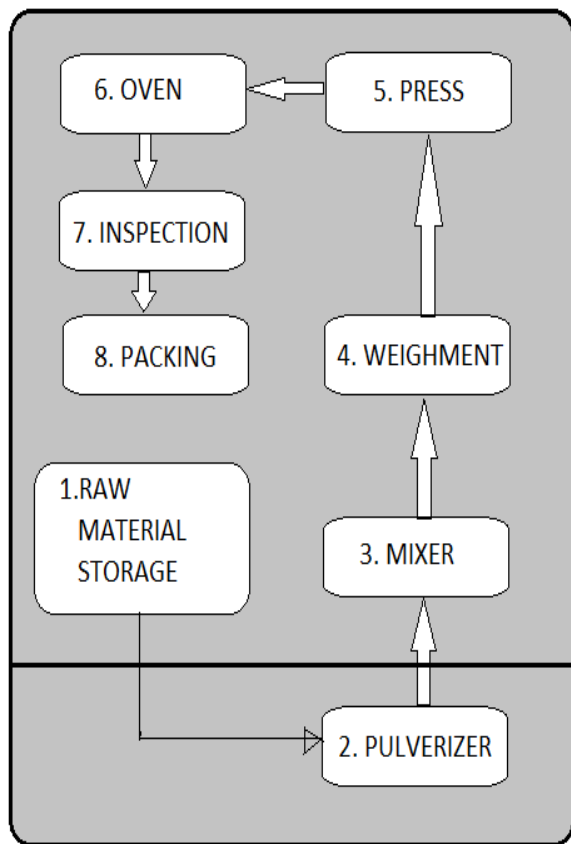 6. OVEN
5. PRESS
7. INSPECTION
8. PACKING
4. WEIGHMENT
1.RAW
MATERIAL
STORAGE
3. MIXER
2. PULVERIZER